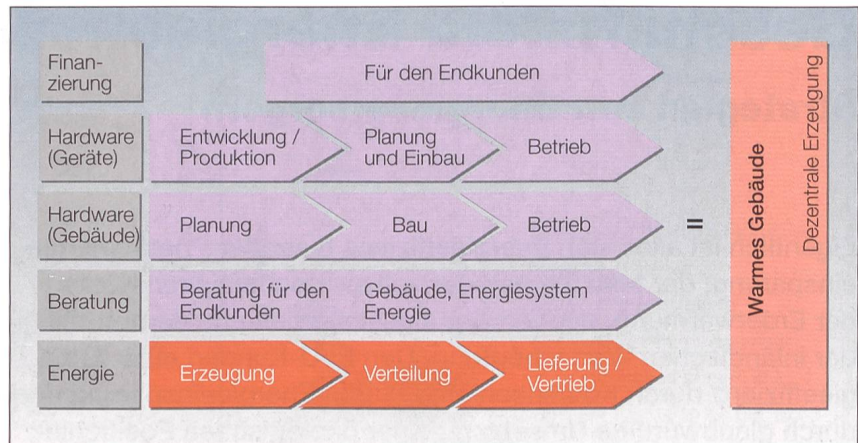 Finan-
zierung
Für den Endkunden
Hardware
(Geräte)
Entwicklung /
Produktion
Planung
und Einbau
Betrieb
Hardware
(Gebäude)
Planung
Bau
Betrieb
Beratung
Beratung für den
Endkunden
Gebäude, Energiesystem
Energie
Energie
Erzeugung
Verteilung
Lieferung /
Vertrieb
=
Warmes Gebäude
Dezentrale Erzeugung